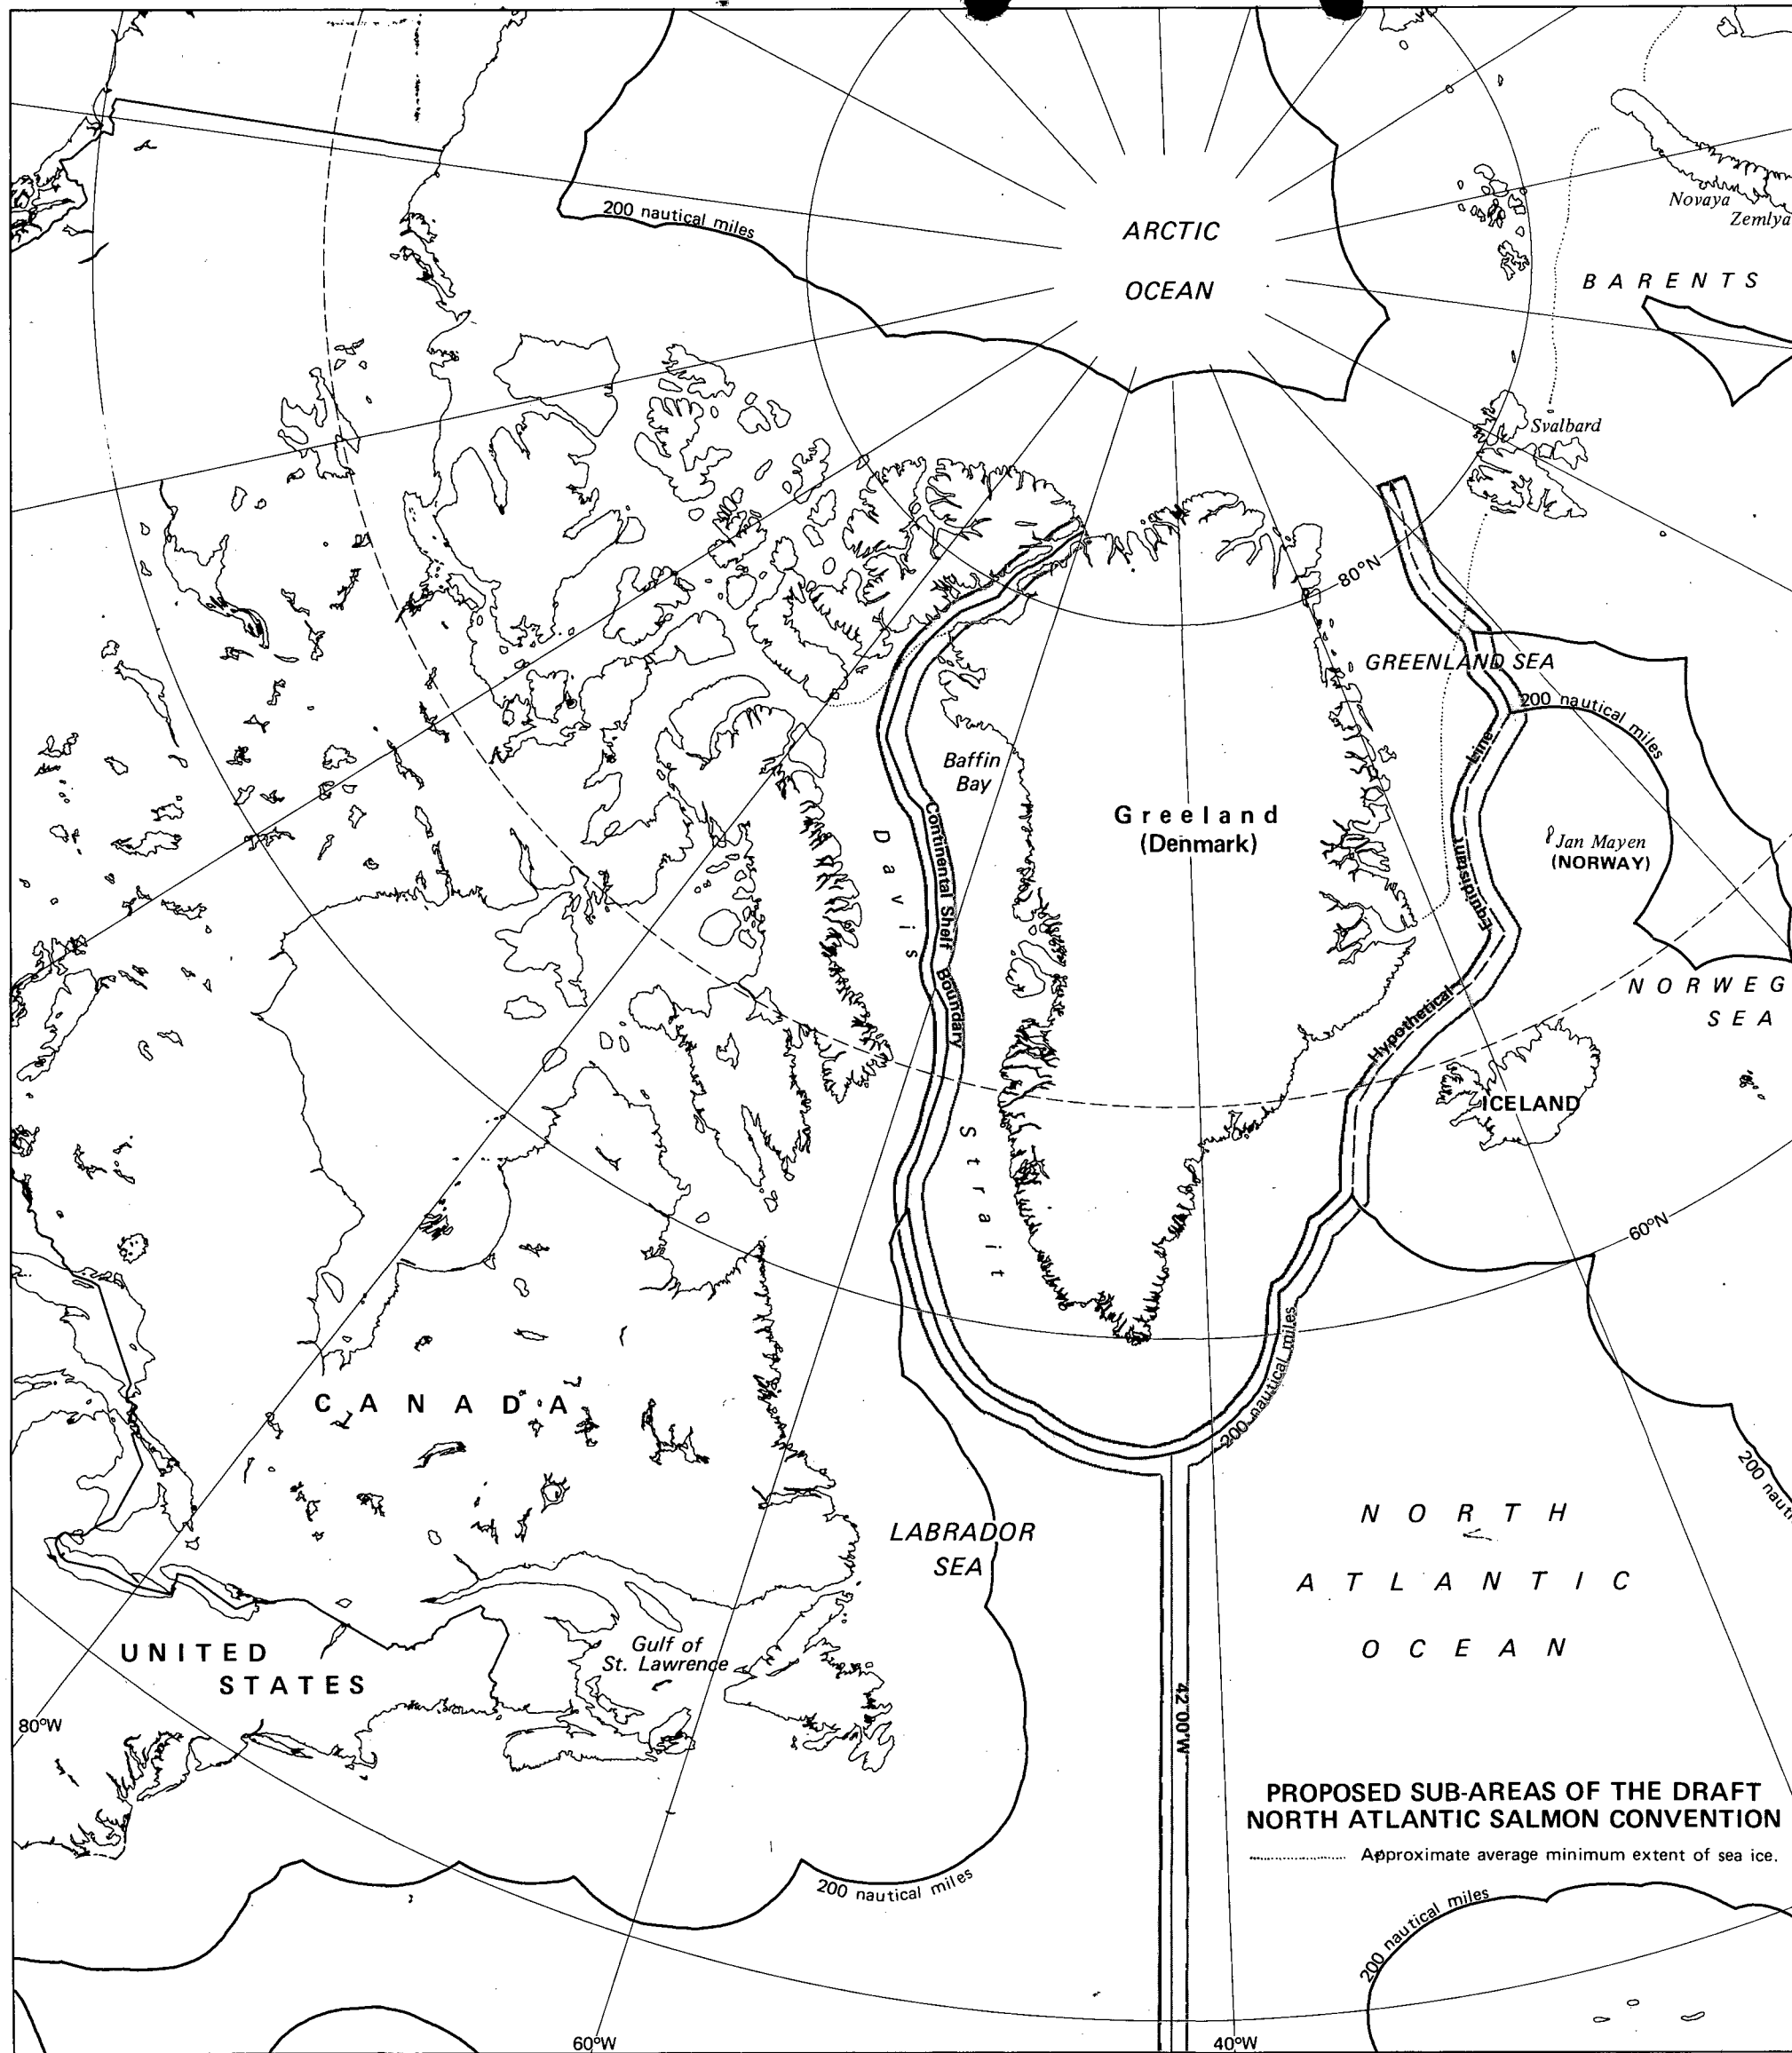 200 nautical miles
ARCTIC
OCEAN
Novaya
Zemlya
BARENTS
Svalbard
80°N
GREENLAND SEA
200 nautical miles
Line
Baffin
Bay
Greeland
(Denmark)
Jan Mayen
(NORWAY)
Continental Shelf Boundary
Davis
Strait
Equidistant
Hypothetical
NORWEG
SEA
ICELAND
60°N
200 nautical miles
CANADA
200 nauti
LABRADOR
SEA
NORTH
ATLANTIC
OCEAN
UNITED
STATES
Gulf of
St. Lawrence
80°W
42°00'W
PROPOSED SUB-AREAS OF THE DRAFT
NORTH ATLANTIC SALMON CONVENTION
Approximate average minimum extent of sea ice.
200 nautical miles
200 nautical miles
60°W
40°W